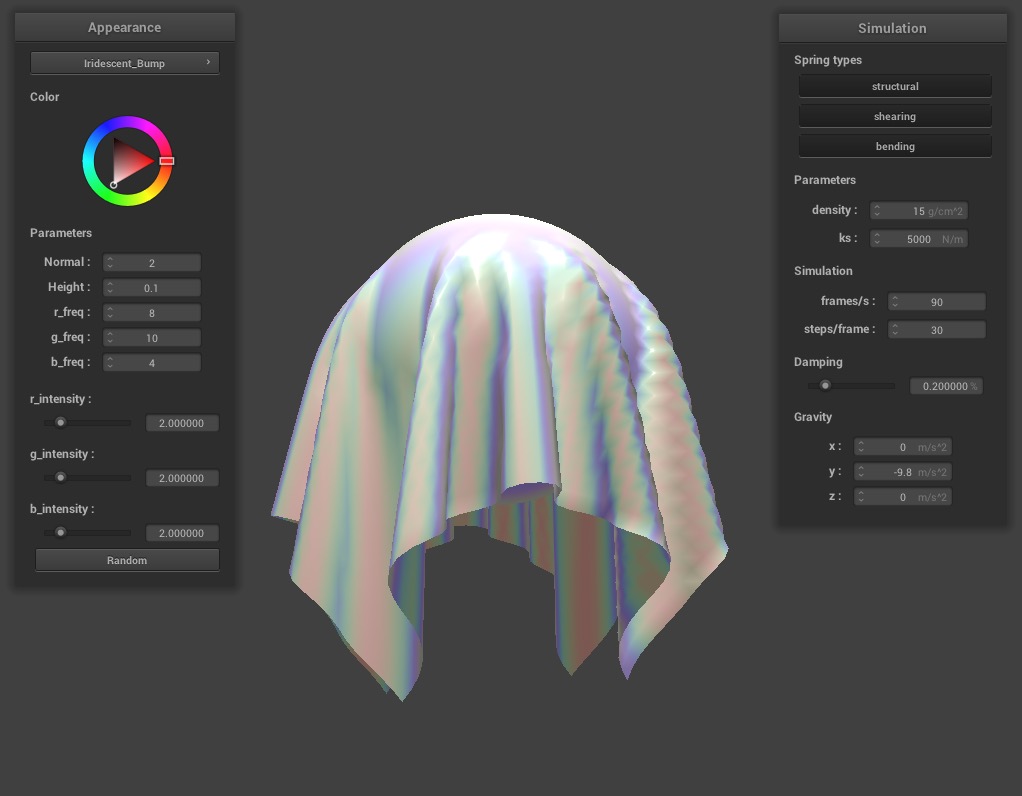 Appearance
Iridescent_Bump
Color
Parameters
Normal : 2
Height : 0.1
r_freq : 8
g_freq : 10
b_freq : 4
r_intensity :
2.000000
g_intensity :
2.000000
b_intensity :
2.000000
Random
Simulation
Spring types
structural
shearing
bending
Parameters
density : 15 g/cm^2
ks : 5000 N/m
Simulation
frames/s : 90
steps/frame : 30
Damping
0.200000 %
Gravity
x : 0 m/s^2
y : -9.8 m/s^2
z : 0 m/s^2